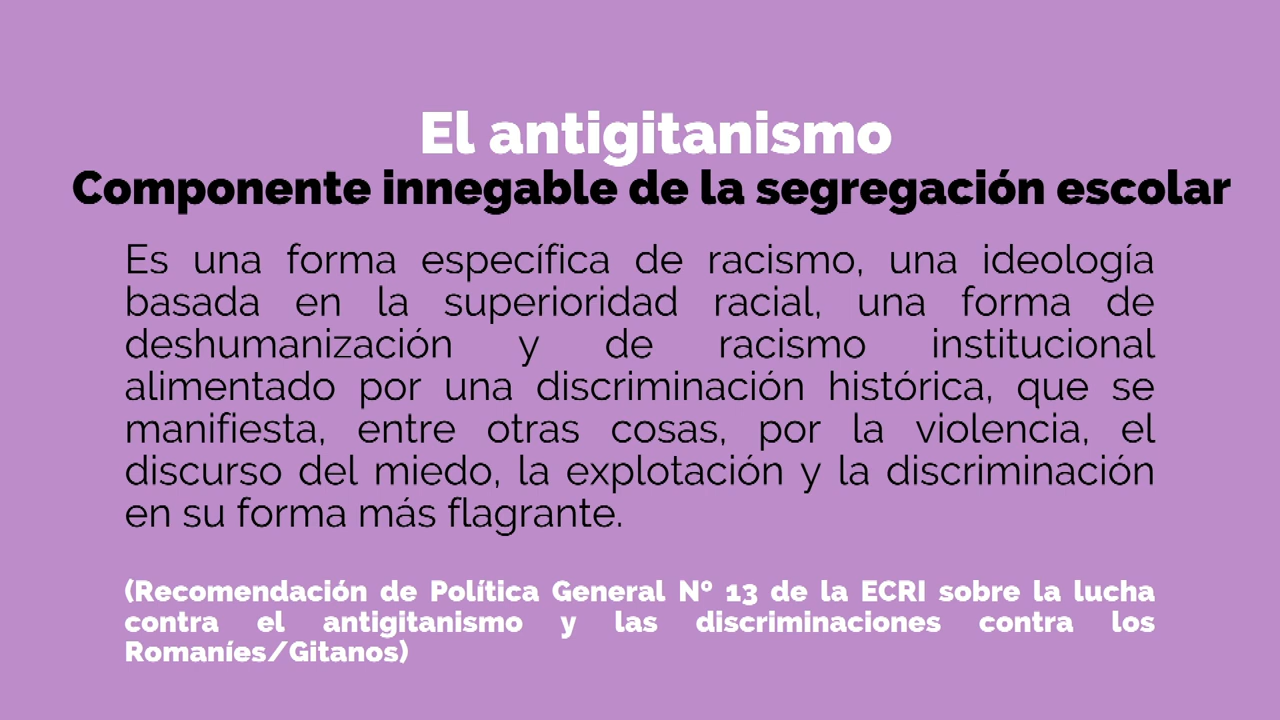 El antigitanismo
Componente innegable de la segregación escolar
Es una forma específica de racismo, una ideología
basada en la superioridad racial, una forma de
deshumanización y de racismo institucional
alimentado por una discriminación histórica, que se
manifiesta, entre otras cosas, por la violencia, el
discurso del miedo, la explotación y la discriminación
en su forma más flagrante.
(Recomendación de Política General Nº 13 de la ECRI sobre la lucha
contra el antigitanismo y las discriminaciones contra los
Romaníes/Gitanos)